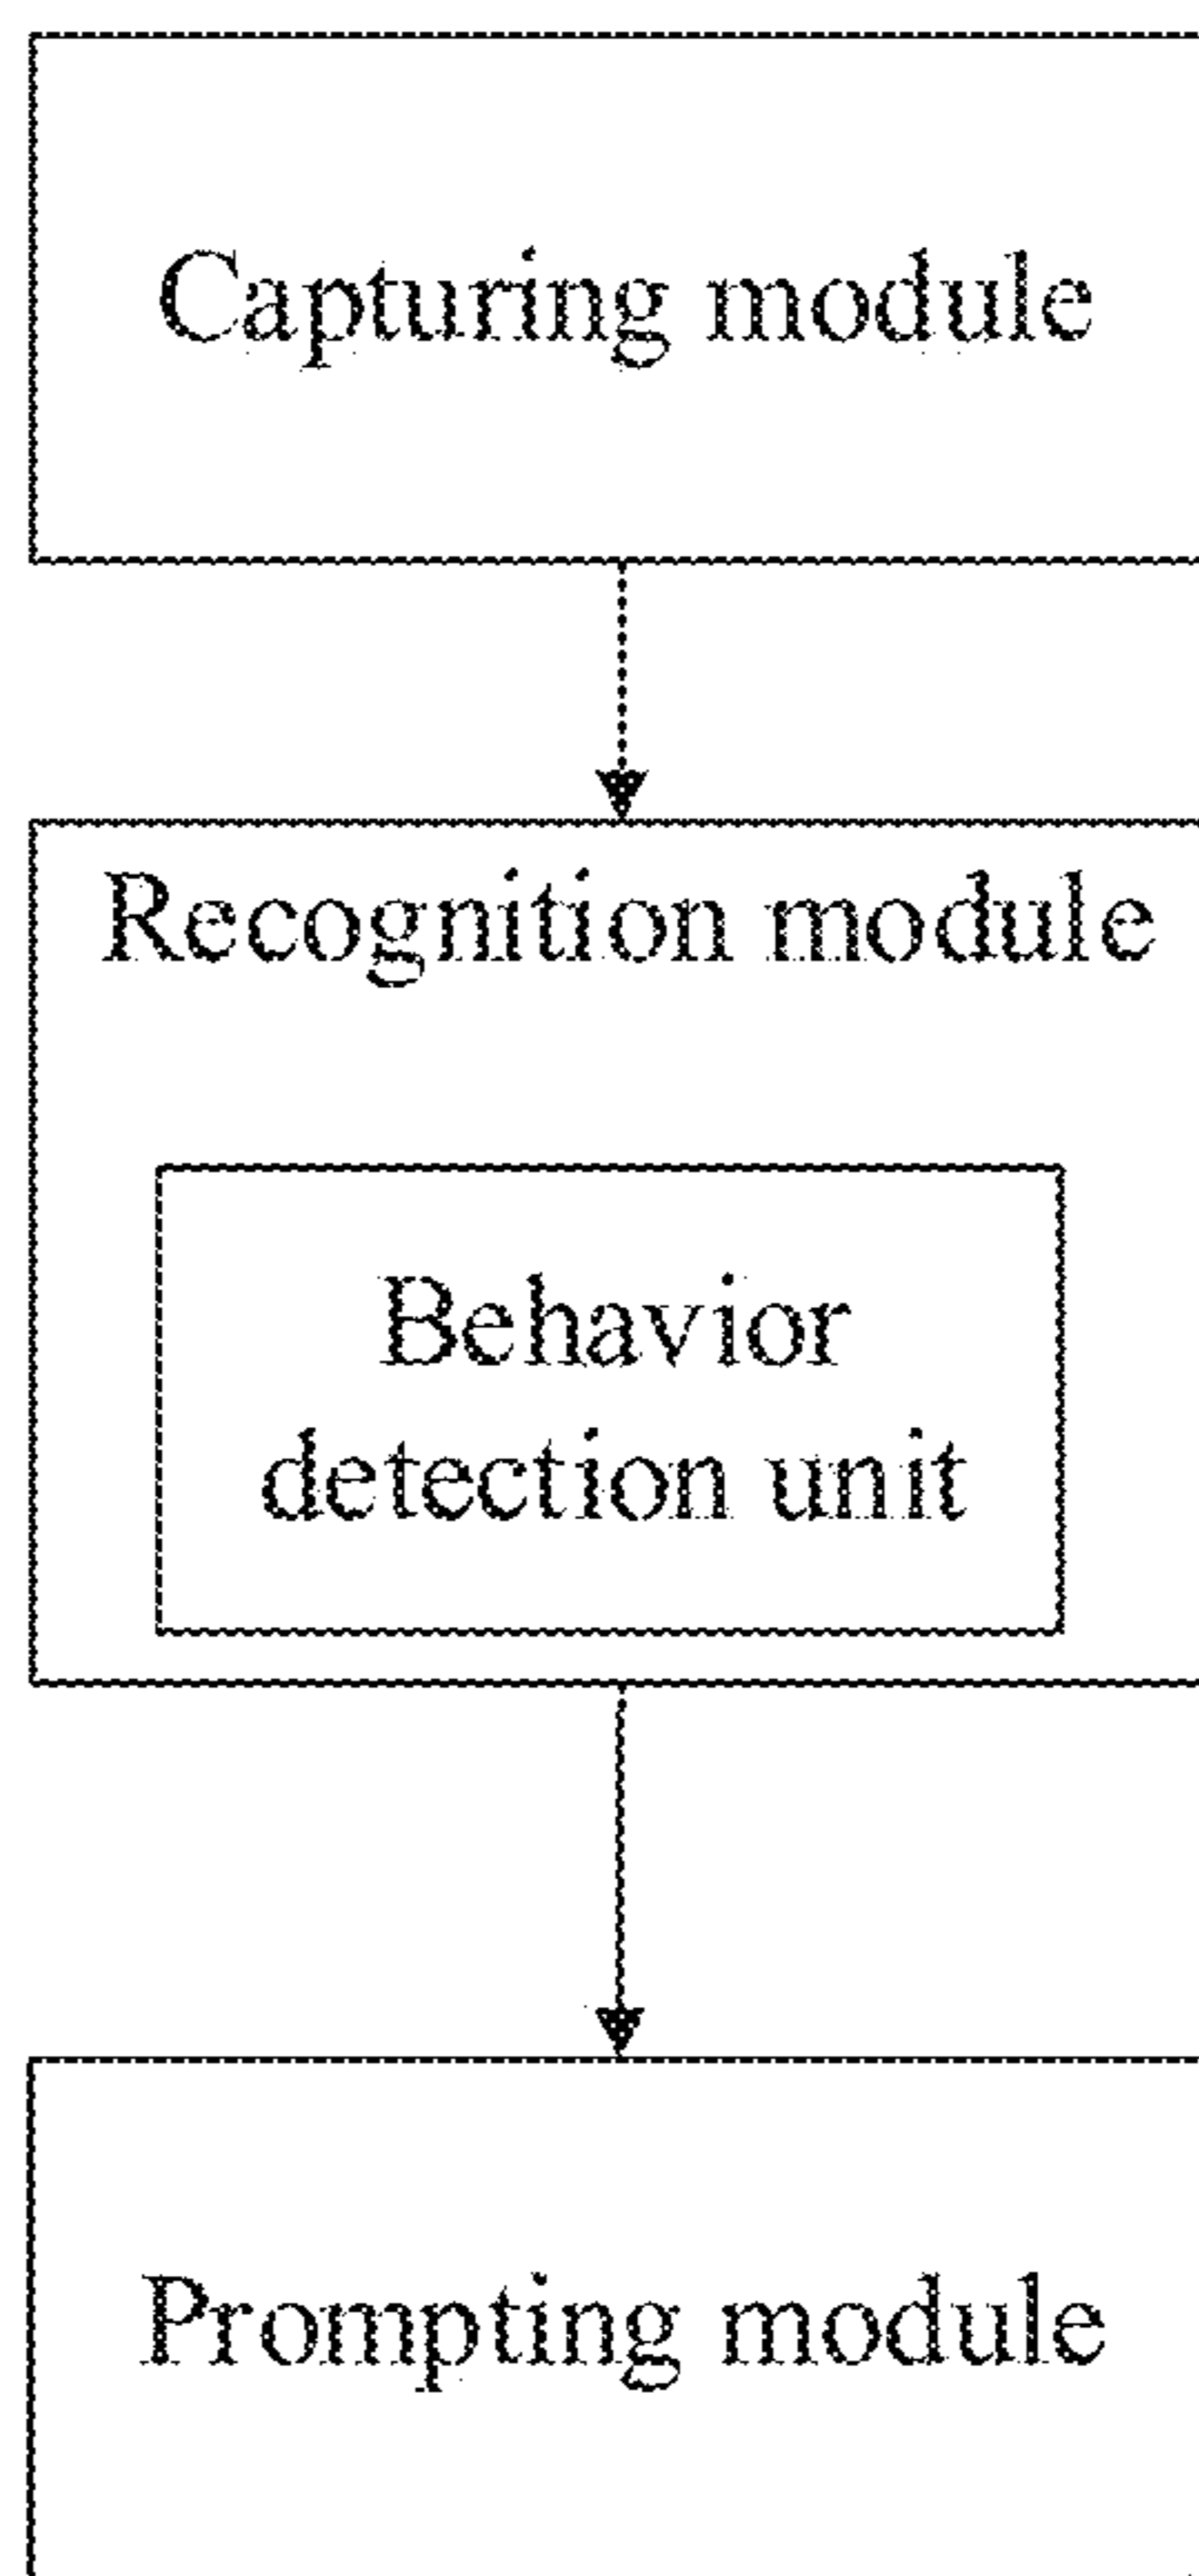 Capturing module
Recognition module
Behavior
detection unit
Prompting module